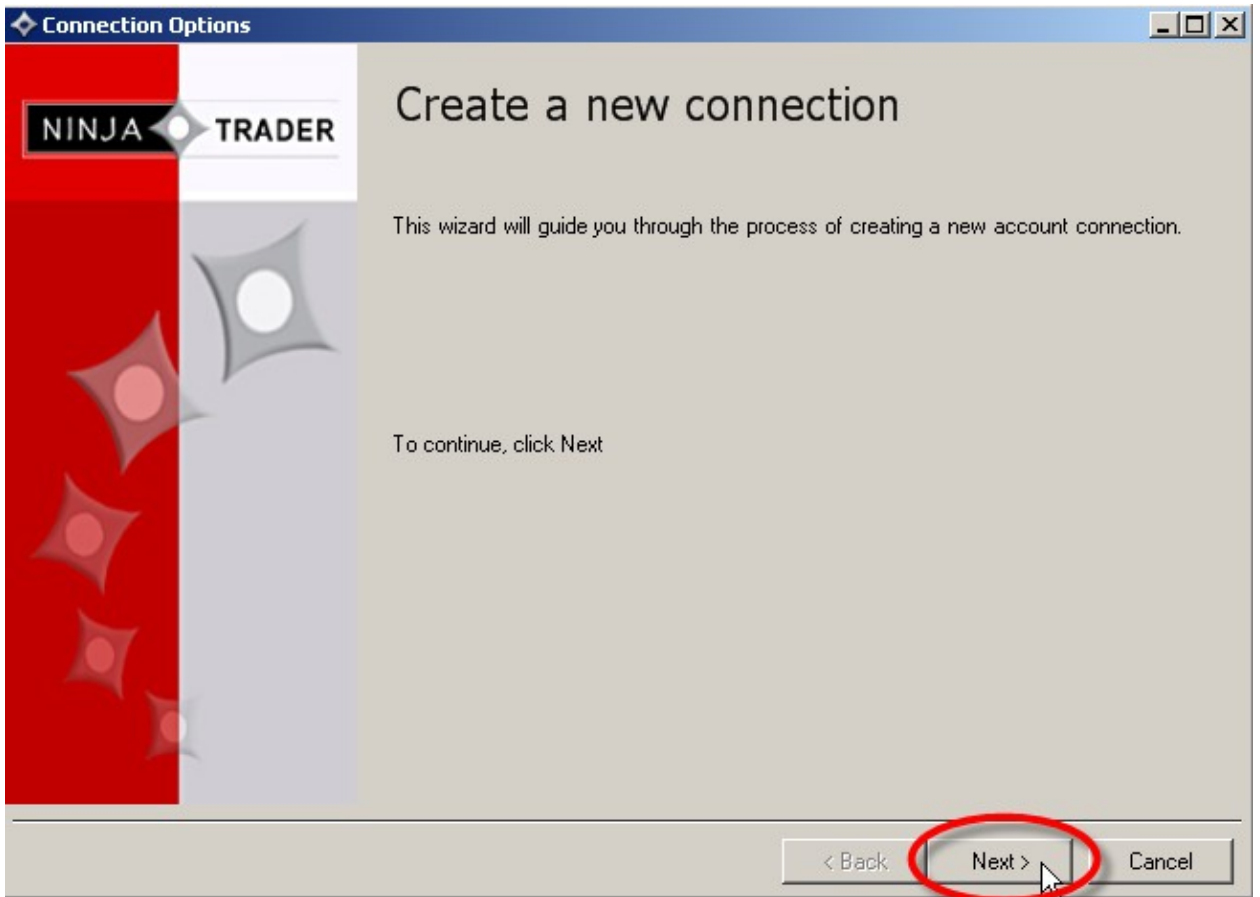 Connection Options
NINJA TRADER
Create a new connection
This wizard will guide you through the process of creating a new account connection.
To continue, click Next
< Back
Next >
Cancel